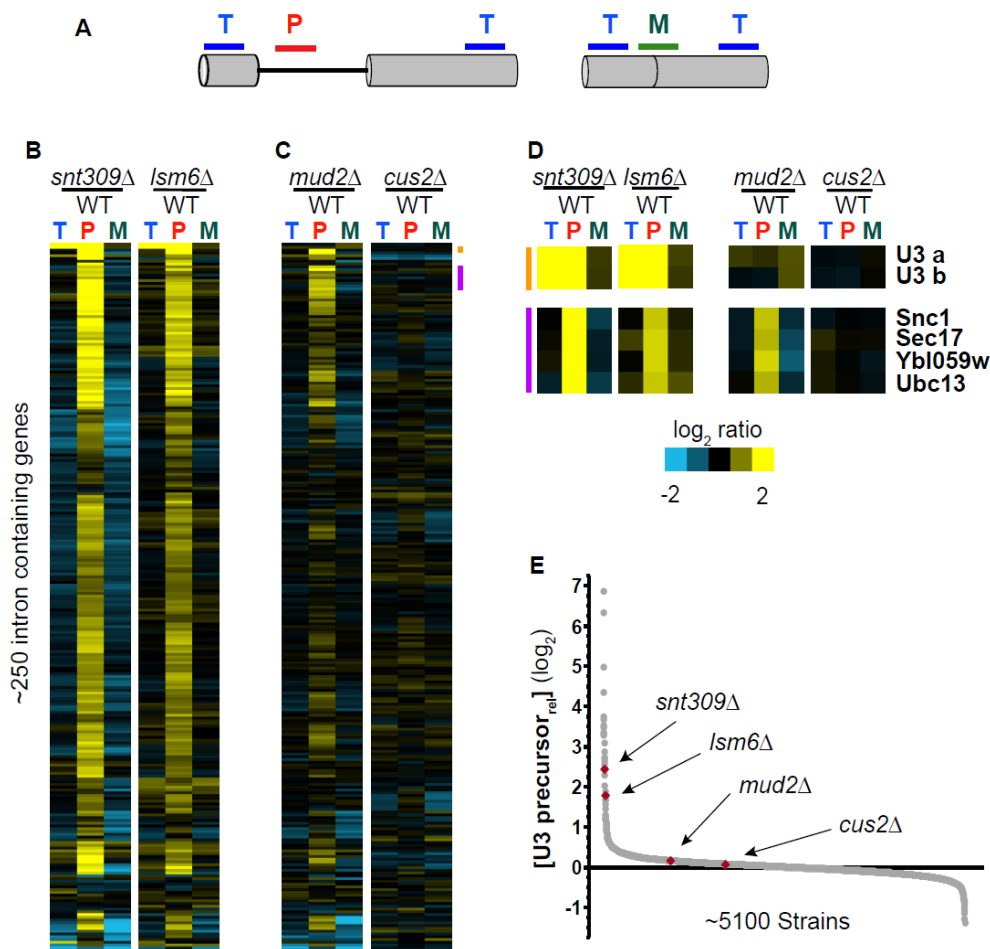 A
T P T T M T
B C D
snt309Δ lsm6Δ mud2Δ cus2Δ snt309Δ lsm6Δ mud2Δ cus2Δ
WT WT WT WT WT WT WT WT
T P M T P M T P M T P M T P M T P M T P M T P M
U3 a
U3 b
Snc1
Sec17
Ybl059w
Ubc13
log2 ratio
-2 2
~250 intron containing genes
E
[U3 precursorrel] (log2)
7
6
5
4
3
2
1
0
-1
snt309Δ
lsm6Δ
mud2Δ
cus2Δ
~5100 Strains